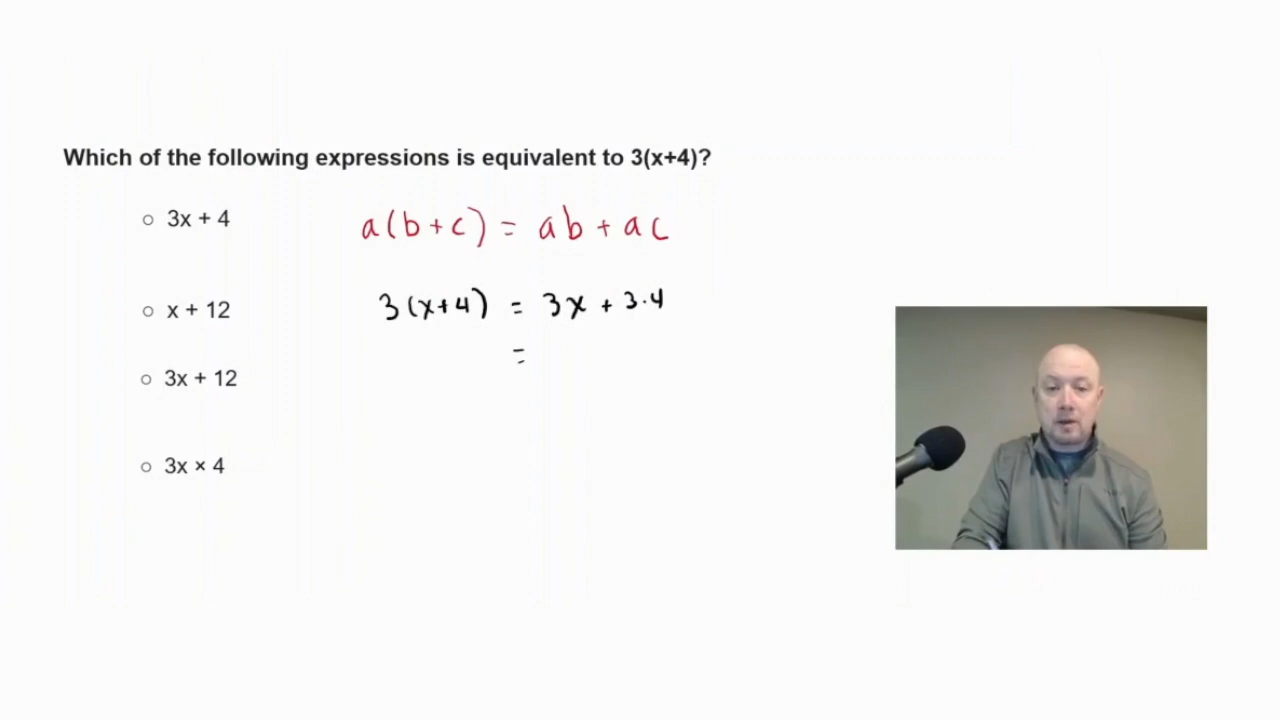 Which of the following expressions is equivalent to 3(x+4)?
3x + 4
a(b+c) = ab + ac
x + 12
3(x+4) = 3x + 3·4
=
3x + 12
3x × 4